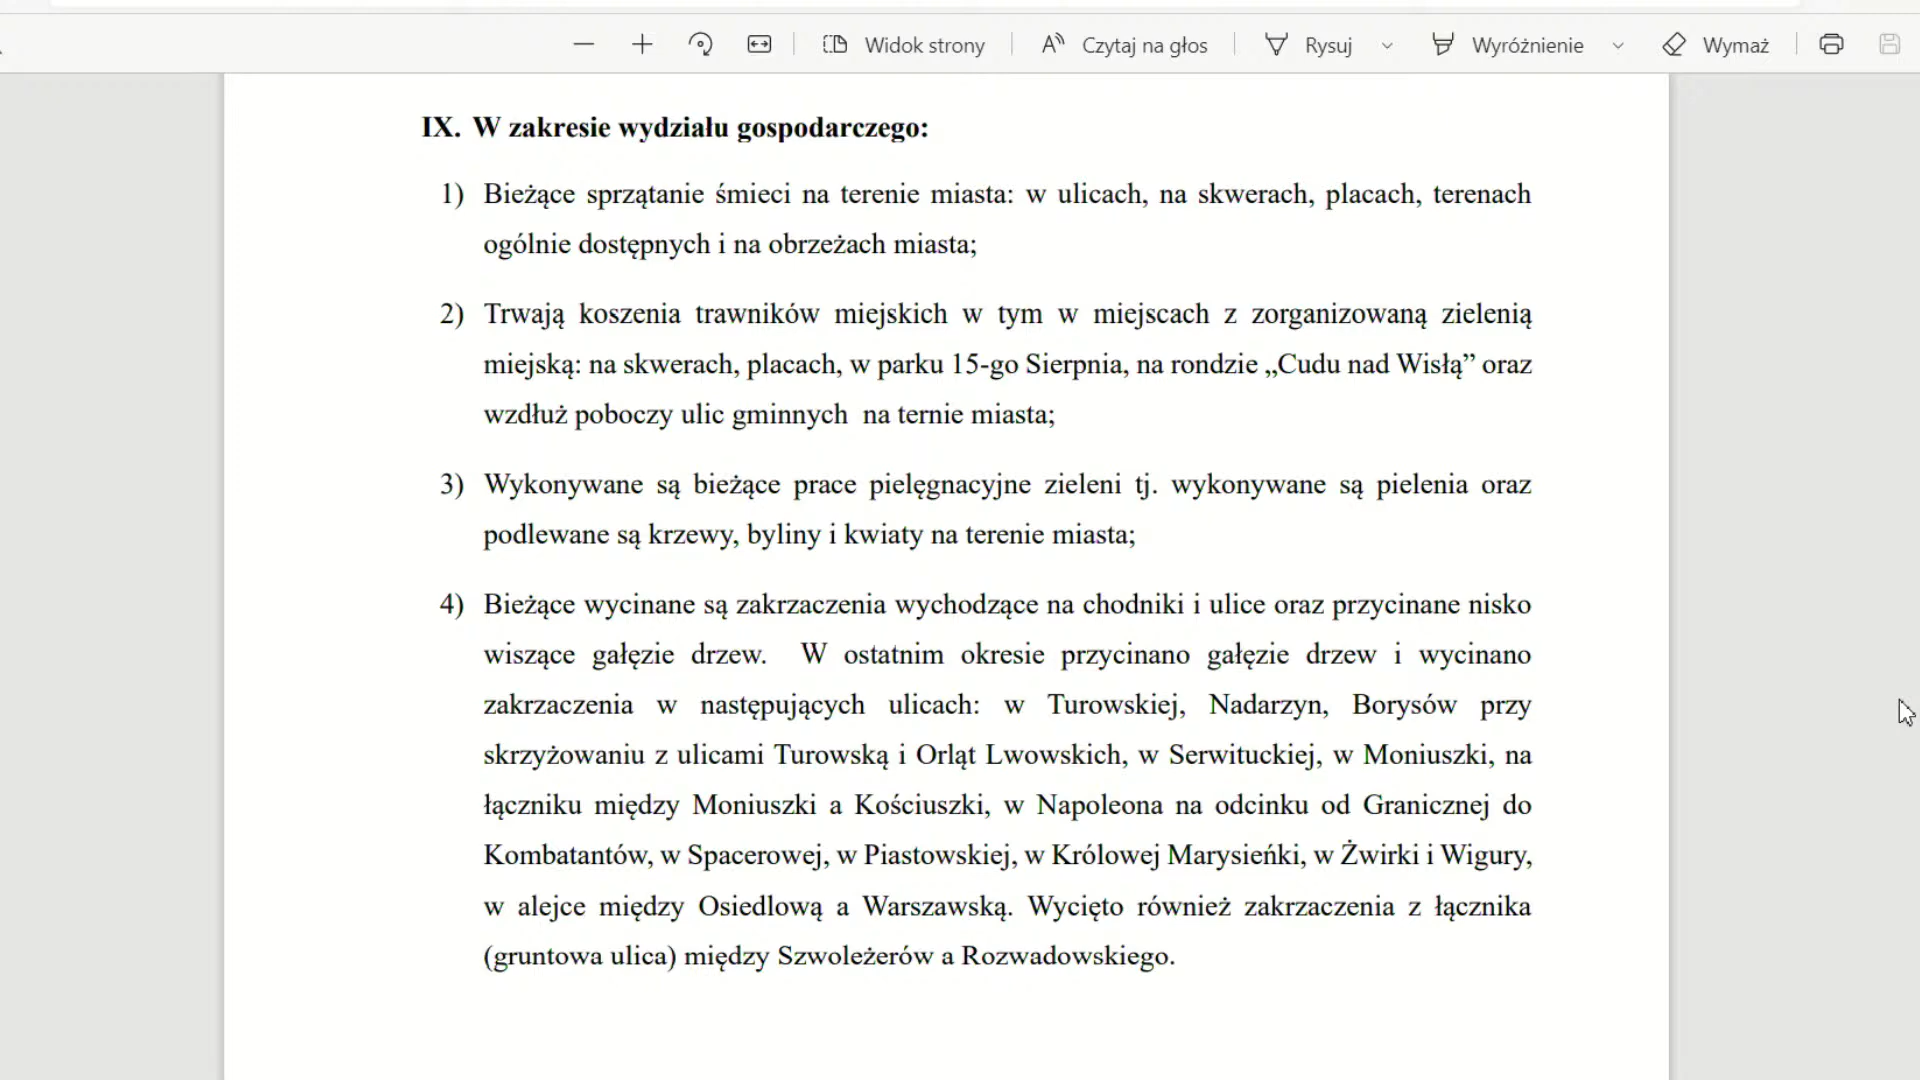 Widok strony
Czytaj na głos
Rysuj
Wyróżnienie
Wymaż
IX. W zakresie wydziału gospodarczego:
1) Bieżące sprzątanie śmieci na terenie miasta: w ulicach, na skwerach, placach, terenach
ogólnie dostępnych i na obrzeżach miasta;
2) Trwają koszenia trawników miejskich w tym w miejscach z zorganizowaną zielenią
miejską: na skwerach, placach, w parku 15-go Sierpnia, na rondzie „Cudu nad Wisłą” oraz
wzdłuż poboczy ulic gminnych na ternie miasta;
3) Wykonywane są bieżące prace pielęgnacyjne zieleni tj. wykonywane są pielenia oraz
podlewane są krzewy, byliny i kwiaty na terenie miasta;
4) Bieżące wycinane są zakrzaczenia wychodzące na chodniki i ulice oraz przycinane nisko
wiszące gałęzie drzew. W ostatnim okresie przycinano gałęzie drzew i wycinano
zakrzaczenia w następujących ulicach: w Turowskiej, Nadarzyn, Borysów przy
skrzyżowaniu z ulicami Turowską i Orląt Lwowskich, w Serwituckiej, w Moniuszki, na
łączniku między Moniuszki a Kościuszki, w Napoleona na odcinku od Granicznej do
Kombatantów, w Spacerowej, w Piastowskiej, w Królowej Marysieńki, w Żwirki i Wigury,
w alejce między Osiedlową a Warszawską. Wycięto również zakrzaczenia z łącznika
(gruntowa ulica) między Szwoleżerów a Rozwadowskiego.